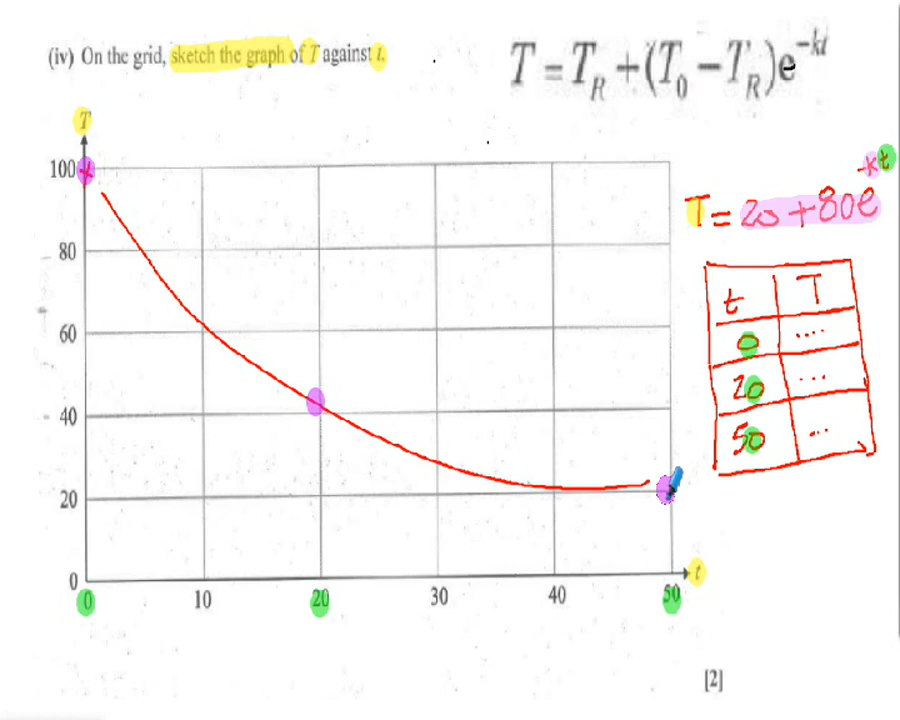 (iv) On the grid, sketch the graph of T against t.
T = T_R + (T_0 − T_R)e^{-kt}
T
100
80
60
40
20
0
0 10 20 30 40 50
t
T = 20 + 80e^{-kt}
t T
0 ....
20 ...
50 ...
[2]